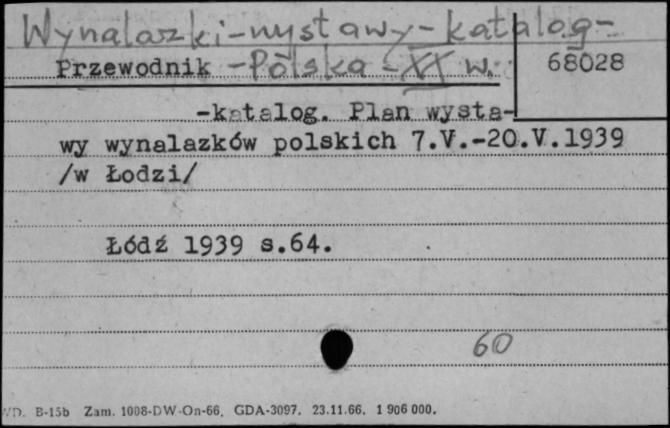 Wynalazki-wystawy-katalog-
Przewodnik -Polska-XX w.
68028
-katalog. Plan wysta-
wy wynalazków polskich 7.V.-20.V.1939
/w Łodzi/
Łódź 1939 s.64.
60
WD. B-15b Zam. 1008-DW-On-66. GDA-3097. 23.11.66. 1 906 000.